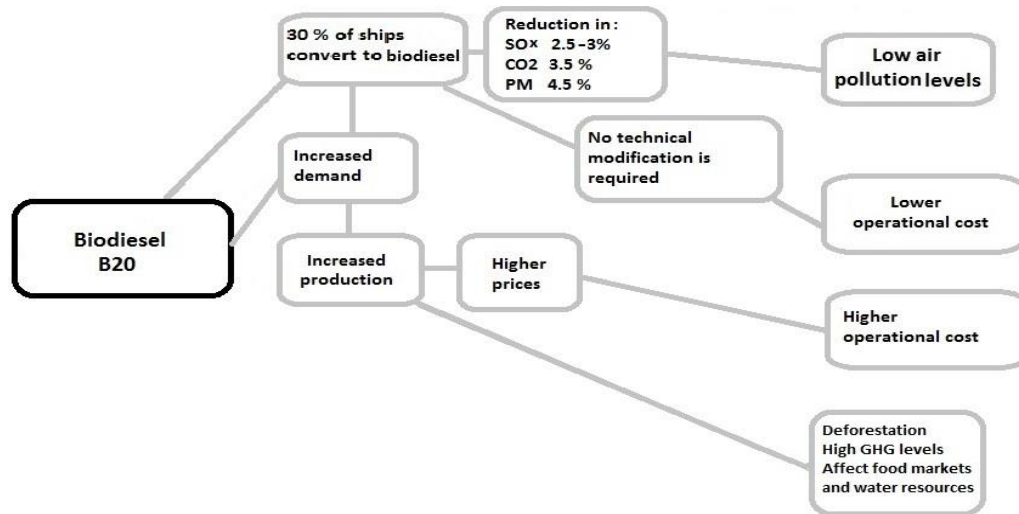 30 % of ships
convert to biodiesel
Reduction in :
SOx 2.5-3%
CO2 3.5 %
PM 4.5 %
Low air
pollution levels
Increased
demand
No technical
modification is
required
Biodiesel
B20
Lower
operational cost
Increased
production
Higher
prices
Higher
operational cost
Deforestation
High GHG levels
Affect food markets
and water resources